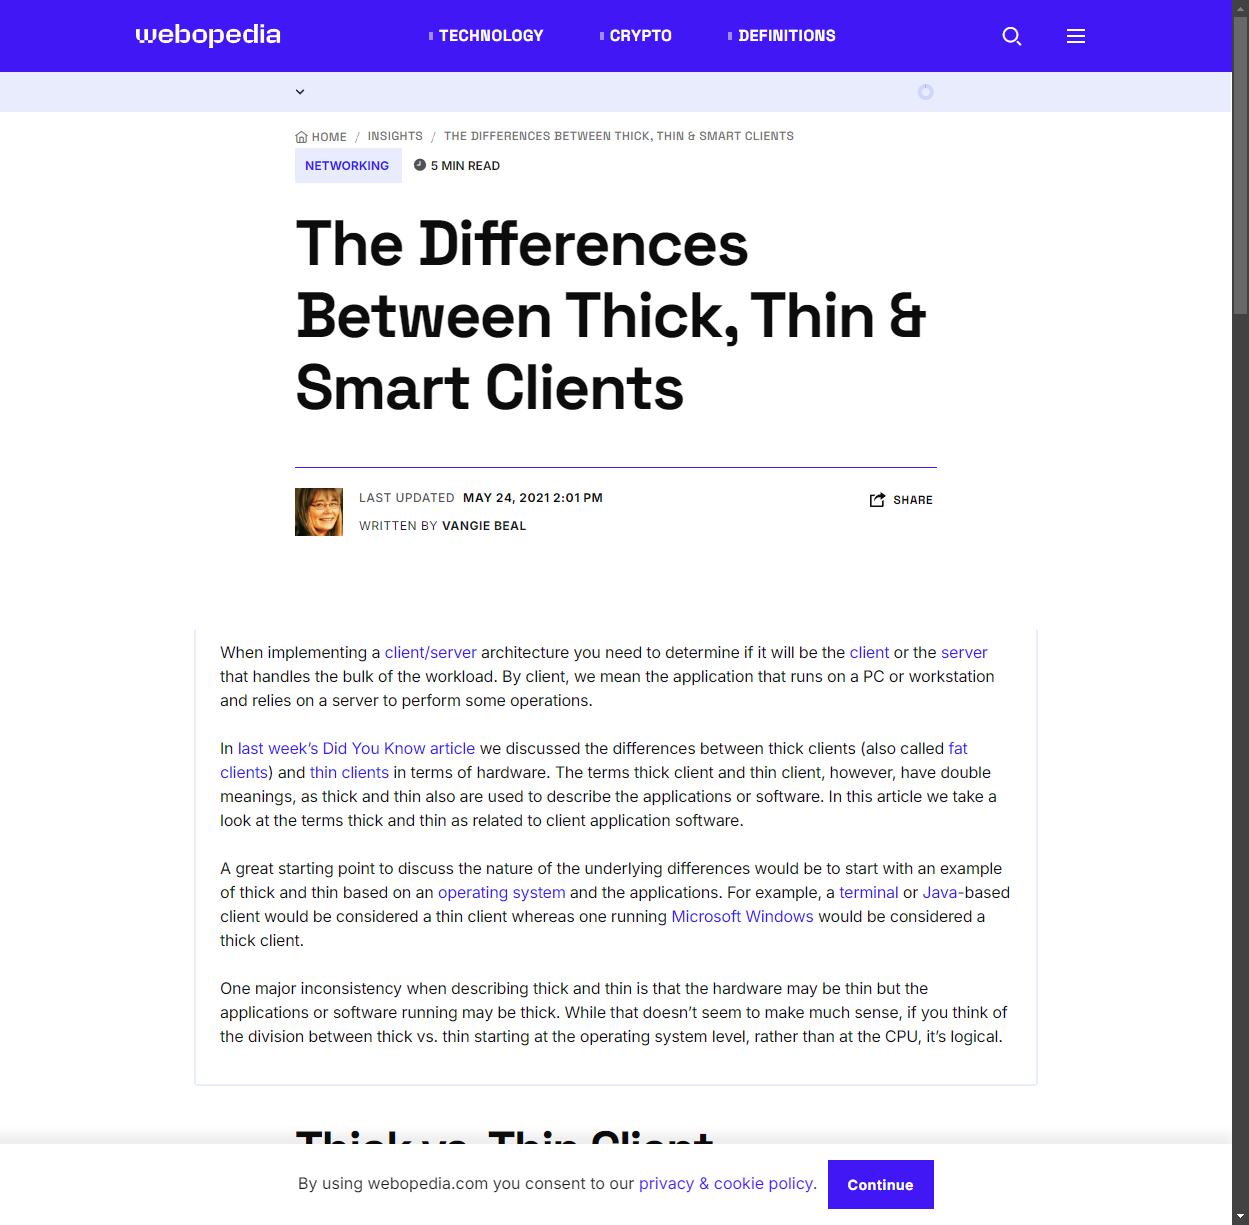 webopedia
TECHNOLOGY
CRYPTO
DEFINITIONS
HOME / INSIGHTS / THE DIFFERENCES BETWEEN THICK, THIN & SMART CLIENTS
NETWORKING
5 MIN READ
The Differences
Between Thick, Thin &
Smart Clients
LAST UPDATED MAY 24, 2021 2:01 PM
SHARE
WRITTEN BY VANGIE BEAL
When implementing a client/server architecture you need to determine if it will be the client or the server
that handles the bulk of the workload. By client, we mean the application that runs on a PC or workstation
and relies on a server to perform some operations.
In last week’s Did You Know article we discussed the differences between thick clients (also called fat
clients) and thin clients in terms of hardware. The terms thick client and thin client, however, have double
meanings, as thick and thin also are used to describe the applications or software. In this article we take a
look at the terms thick and thin as related to client application software.
A great starting point to discuss the nature of the underlying differences would be to start with an example
of thick and thin based on an operating system and the applications. For example, a terminal or Java-based
client would be considered a thin client whereas one running Microsoft Windows would be considered a
thick client.
One major inconsistency when describing thick and thin is that the hardware may be thin but the
applications or software running may be thick. While that doesn’t seem to make much sense, if you think of
the division between thick vs. thin starting at the operating system level, rather than at the CPU, it’s logical.
Thick vs. Thin Client
By using webopedia.com you consent to our privacy & cookie policy.
Continue